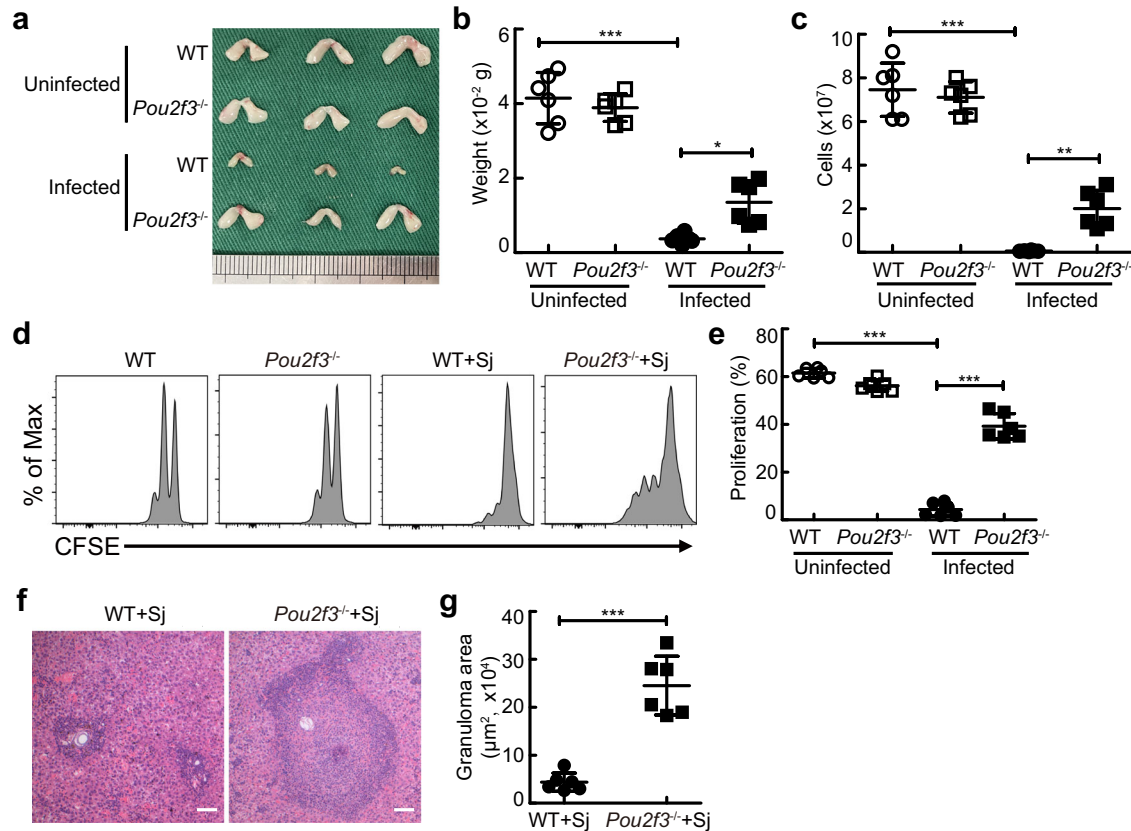 a
WT
Uninfected
Pou2f3-/-
WT
Infected
Pou2f3-/-
b
Weight (x10-2 g)
6
4
2
0
***
*
WT Pou2f3-/- WT Pou2f3-/-
Uninfected Infected
c
Cells (x10⁷)
10
8
6
4
2
0
***
**
WT Pou2f3-/- WT Pou2f3-/-
Uninfected Infected
d
WT Pou2f3-/- WT+Sj Pou2f3-/-+Sj
% of Max
CFSE
e
Proliferation (%)
80
60
40
20
0
***
***
WT Pou2f3-/- WT Pou2f3-/-
Uninfected Infected
f
WT+Sj Pou2f3-/-+Sj
g
Granuloma area
(µm², x10⁴)
40
30
20
10
0
***
WT+Sj Pou2f3-/-+Sj